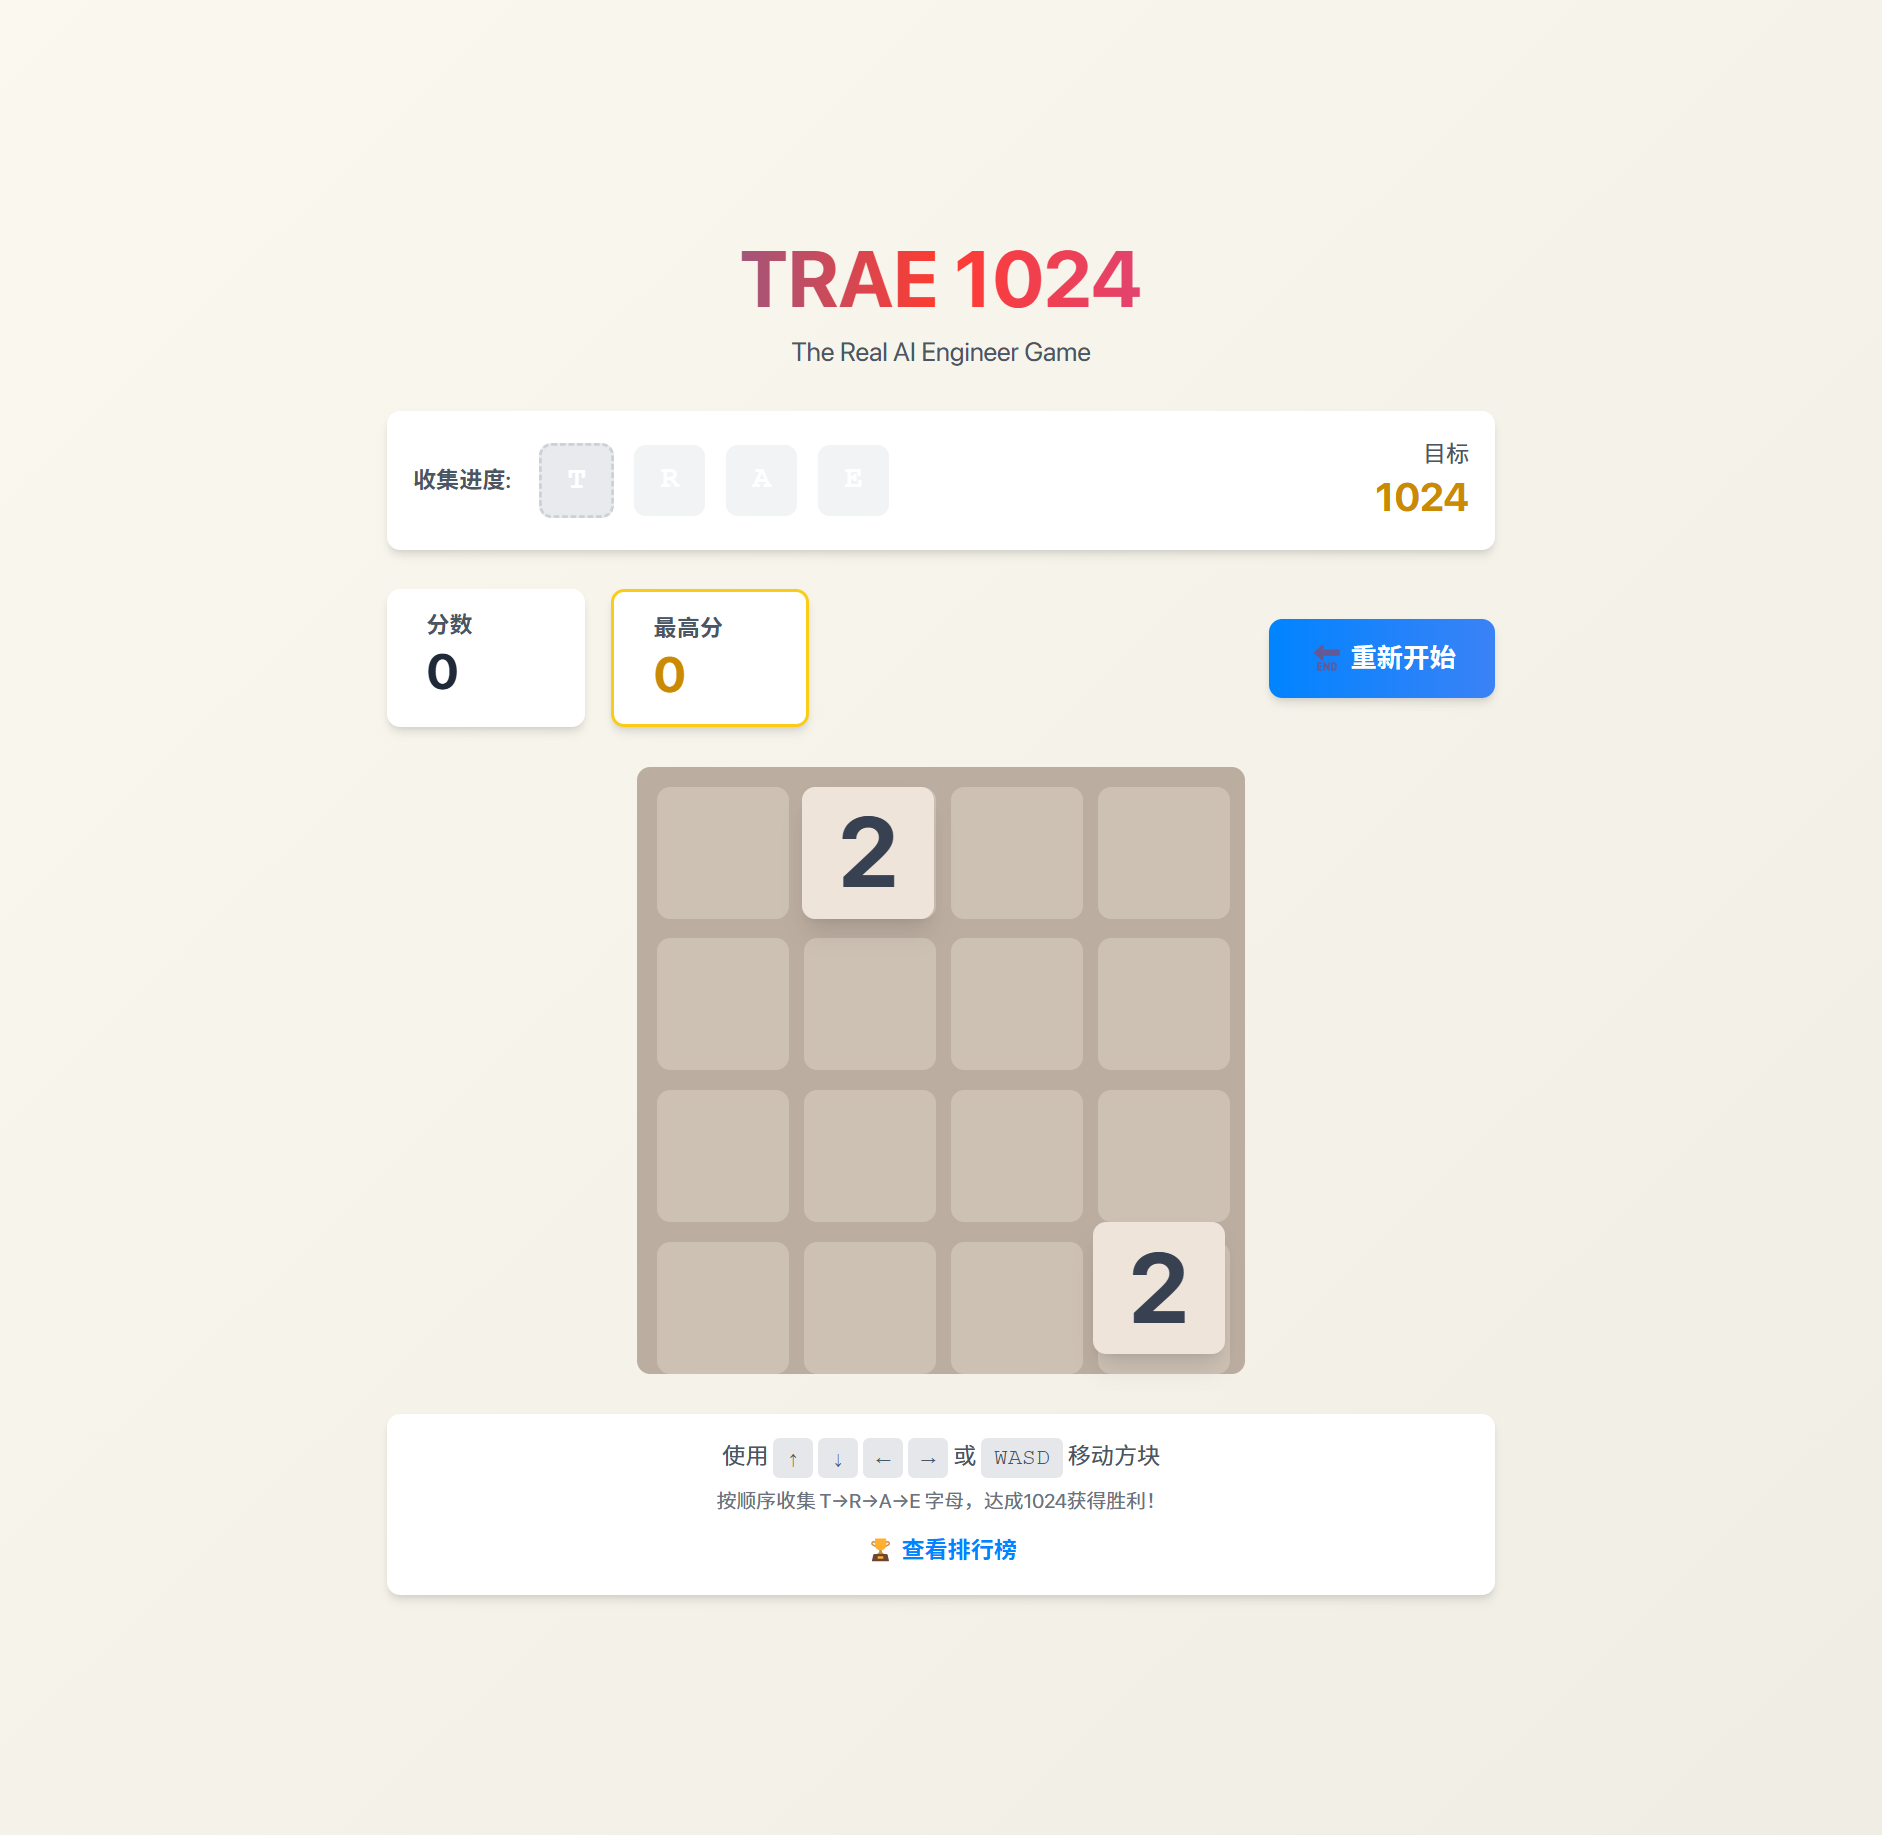 TRAE 1024
The Real AI Engineer Game
收集进度: T R A E
目标
1024
分数
0
最高分
0
END 重新开始
2
2
使用 ↑ ↓ ← → 或 WASD 移动方块
按顺序收集 T→R→A→E 字母，达成1024获得胜利！
查看排行榜